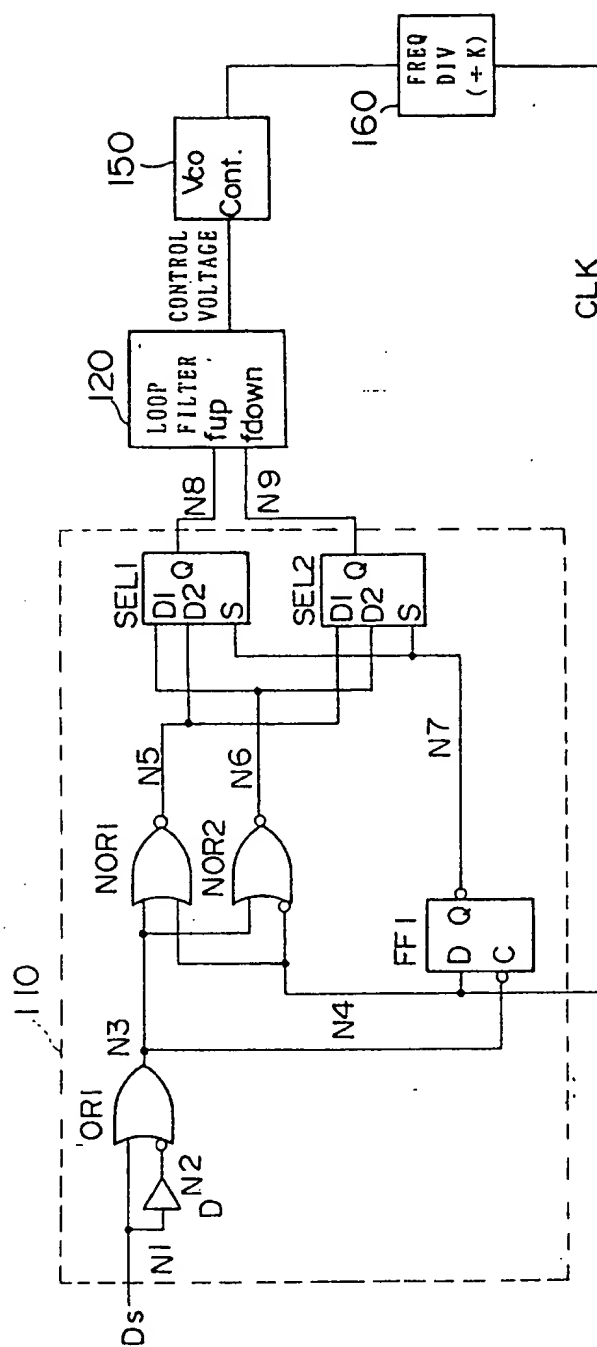 110
Ds
N1
D
N2
'OR1
N3
N4
NOR1
NOR2
N5
N6
FF1
D Q
C
N7
SEL1
D1
D2 Q
S
SEL2
D1 Q
D2
S
N8
N9
120
LOOP
FILTER
fup
fdown
CONTROL
VOLTAGE
150
Vco
Cont.
160
FREQ
DIV
(÷K)
CLK